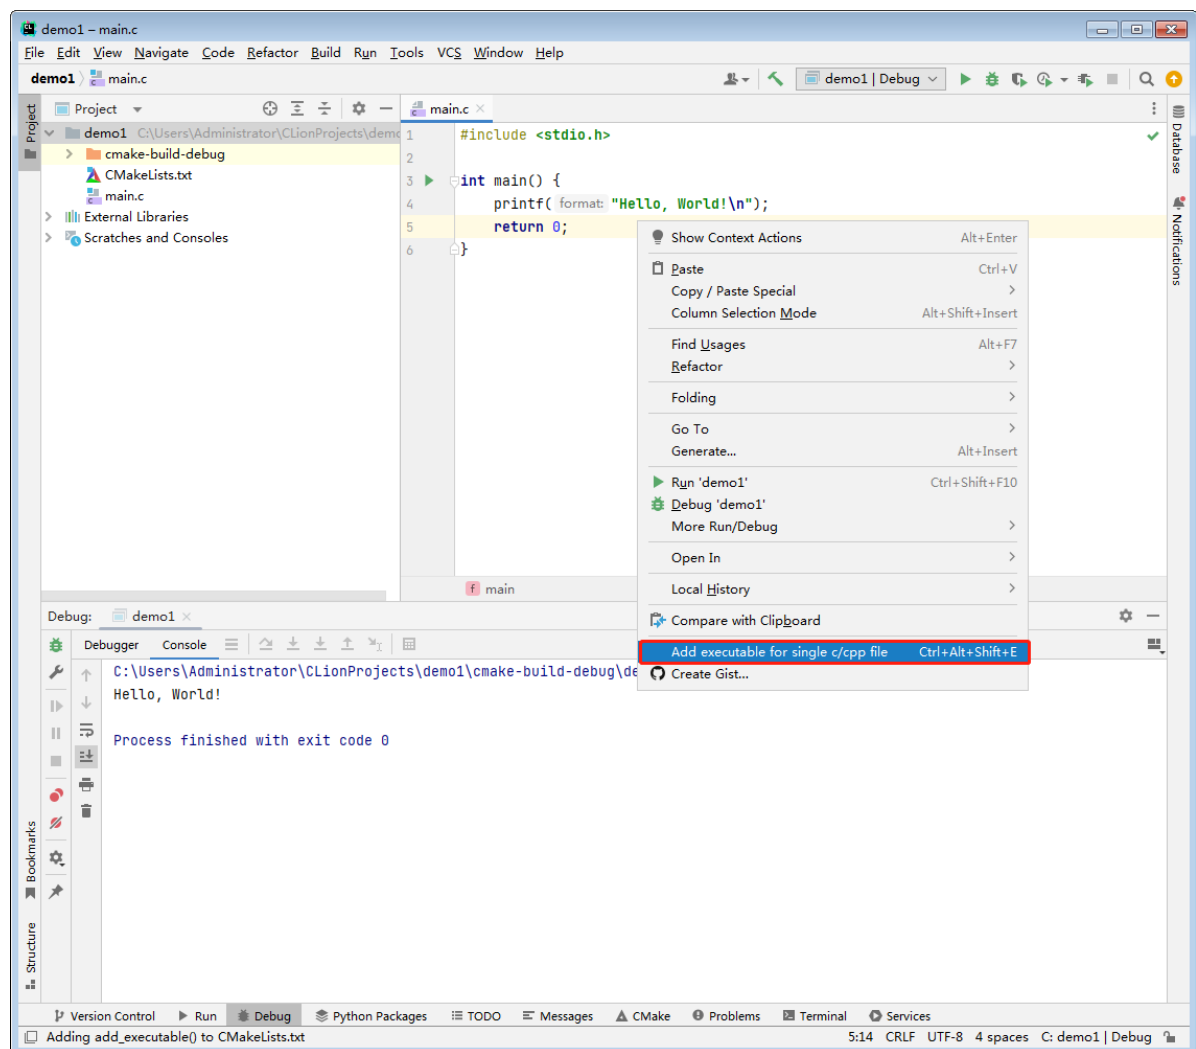 demo1 – main.c
File Edit View Navigate Code Refactor Build Run Tools VCS Window Help
demo1 main.c demo1 | Debug
Project
main.c
demo1 C:\Users\Administrator\CLionProjects\demo
cmake-build-debug
CMakeLists.txt
main.c
External Libraries
Scratches and Consoles
1 #include <stdio.h>
2
3 int main() {
4 printf( format: "Hello, World!\n");
5 return 0;
6 }
main
Show Context Actions Alt+Enter
Paste Ctrl+V
Copy / Paste Special
Column Selection Mode Alt+Shift+Insert
Find Usages Alt+F7
Refactor
Folding
Go To
Generate... Alt+Insert
Run 'demo1' Ctrl+Shift+F10
Debug 'demo1'
More Run/Debug
Open In
Local History
Compare with Clipboard
Add executable for single c/cpp file Ctrl+Alt+Shift+E
Create Gist...
Project
Bookmarks
Structure
Database
Notifications
Debug: demo1
Debugger Console
C:\Users\Administrator\CLionProjects\demo1\cmake-build-debug\de
Hello, World!
Process finished with exit code 0
Version Control Run Debug Python Packages TODO Messages CMake Problems Terminal Services
Adding add_executable() to CMakeLists.txt 5:14 CRLF UTF-8 4 spaces C: demo1 | Debug